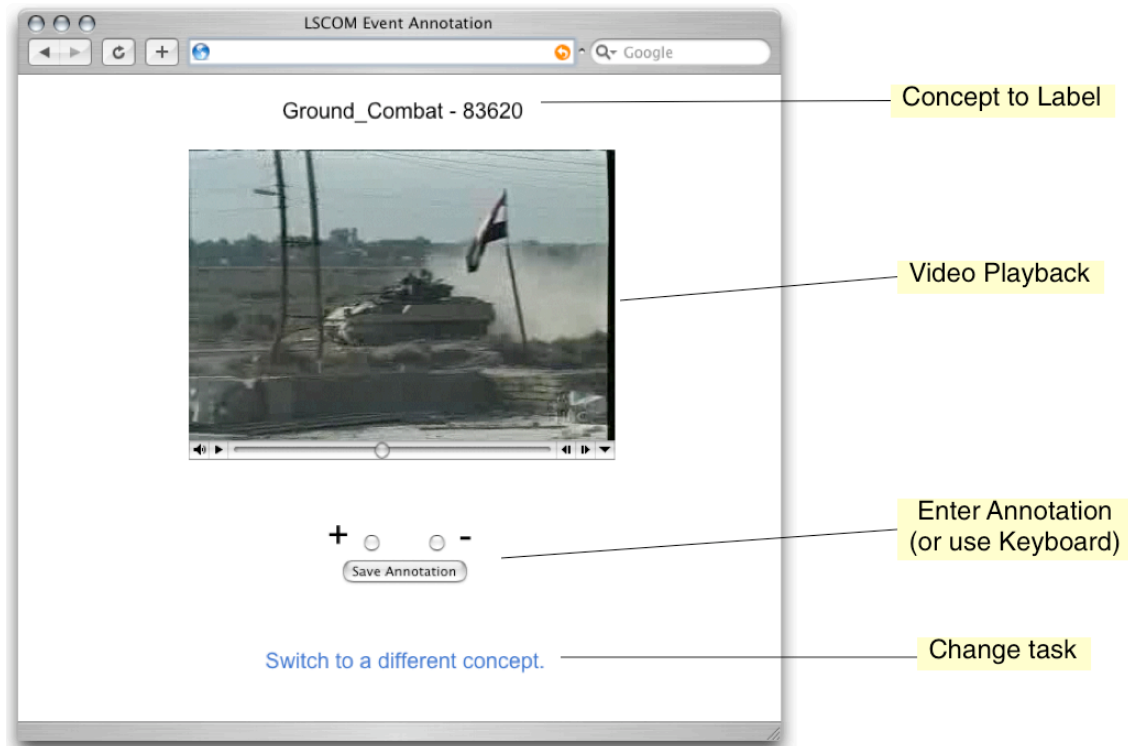 LSCOM Event Annotation
Google
Ground_Combat - 83620
Concept to Label
Video Playback
+ -
Enter Annotation
(or use Keyboard)
Save Annotation
Switch to a different concept.
Change task